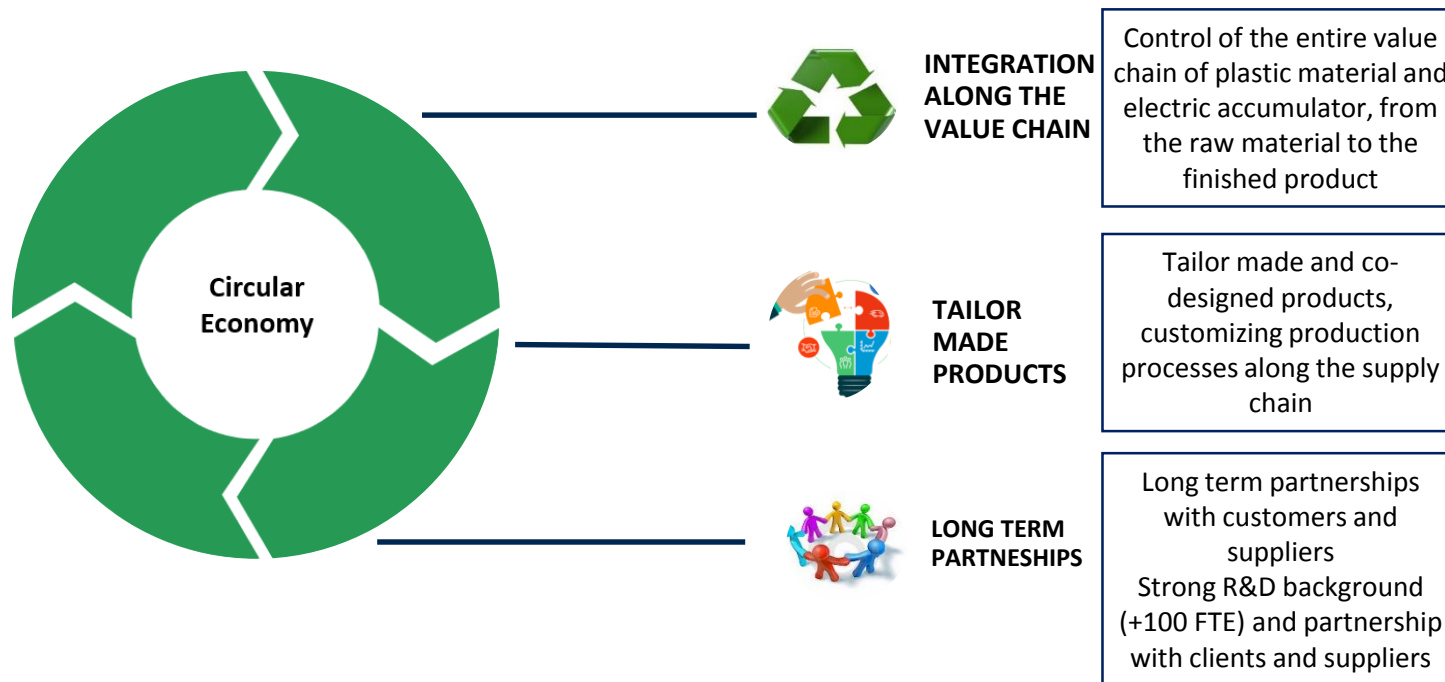 Circular
Economy
INTEGRATION
ALONG THE
VALUE CHAIN
Control of the entire value
chain of plastic material and
electric accumulator, from
the raw material to the
finished product
TAILOR
MADE
PRODUCTS
Tailor made and co-
designed products,
customizing production
processes along the supply
chain
LONG TERM
PARTNESHIPS
Long term partnerships
with customers and
suppliers
Strong R&D background
(+100 FTE) and partnership
with clients and suppliers